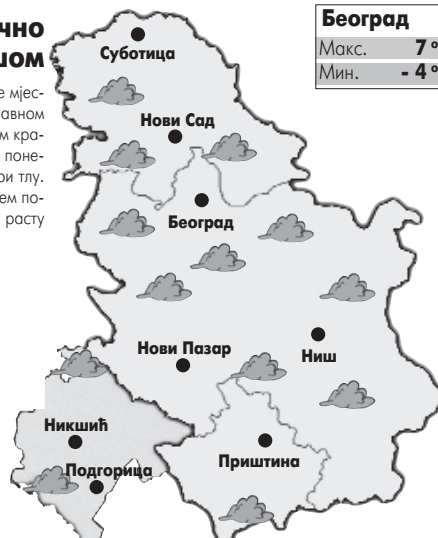 чно
шом
е мјес-
авном
м кра-
поне-
ри тлу.
ем по-
расту
Београд
Макс. 7°
Мин. - 4°
Суботица
Нови Сад
Београд
Нови Пазар
Ниш
Никшић
Подгорица
Приштина